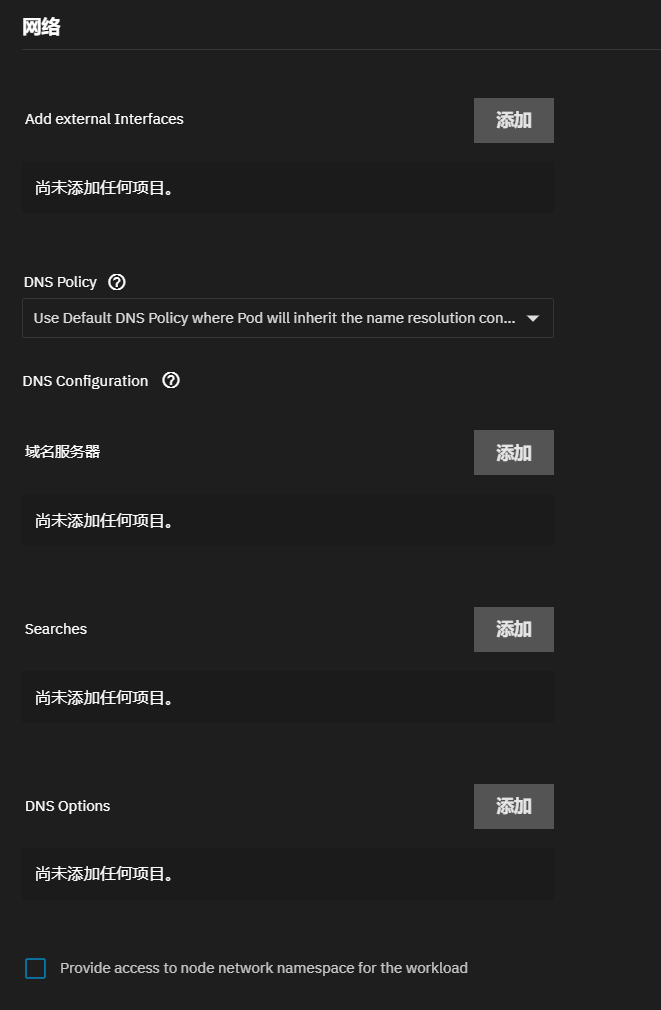 网络
Add external Interfaces
添加
尚未添加任何项目。
DNS Policy
Use Default DNS Policy where Pod will inherit the name resolution con...
DNS Configuration
域名服务器
添加
尚未添加任何项目。
Searches
添加
尚未添加任何项目。
DNS Options
添加
尚未添加任何项目。
Provide access to node network namespace for the workload